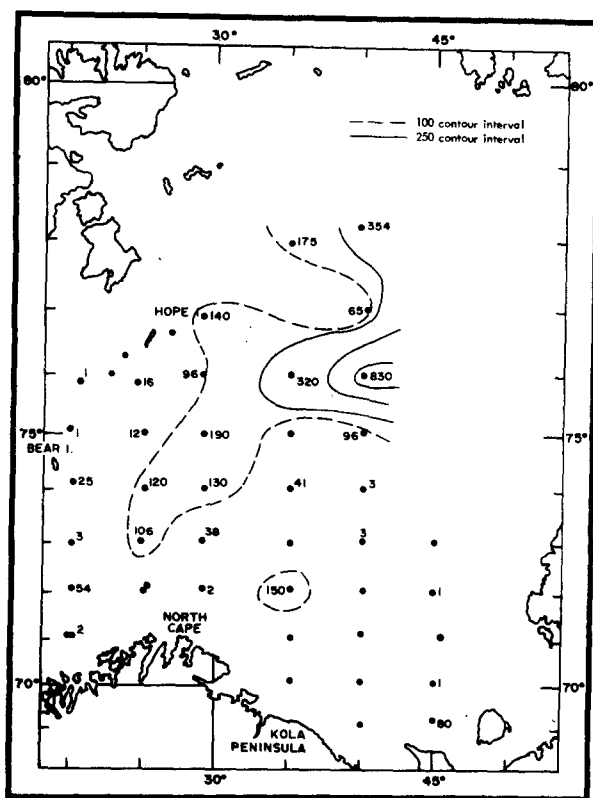 30° 45°
80° 80°
100 contour interval
250 contour interval
354
175
HOPE 140 65
1 16 96 320 830
75° 1 12 190 96 75°
BEAR I.
25 120 130 41 3
3 106 38 3
54 2 150 1
2 NORTH
CAPE
70° 1 70°
80
KOLA
PENINSULA
30° 45°